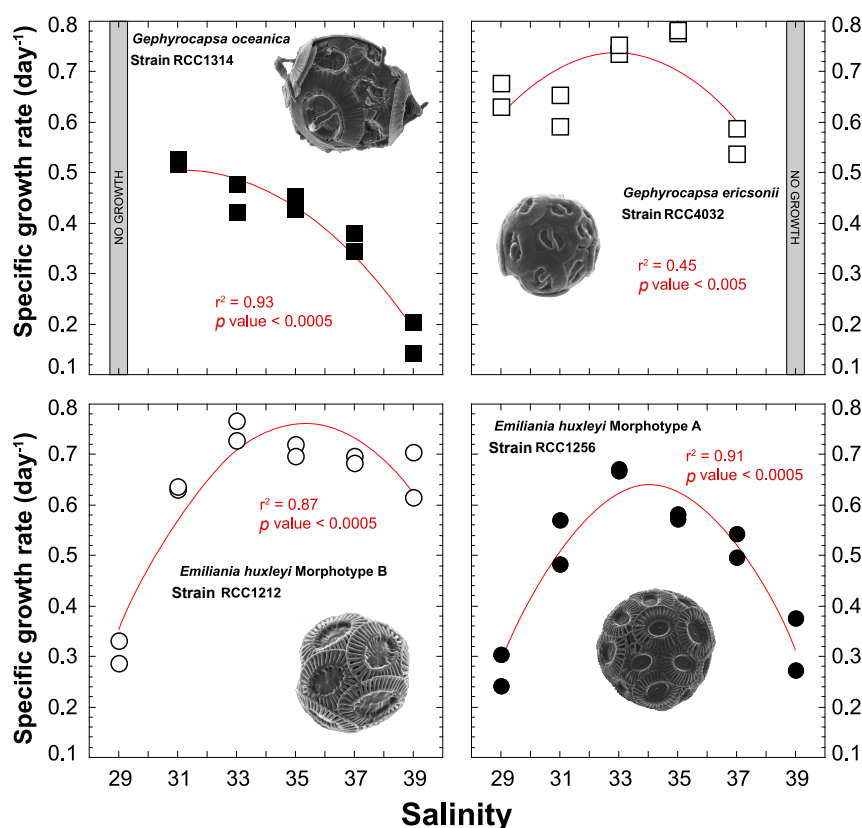 Specific growth rate (day⁻¹)
0.8
0.7
0.6
0.5
0.4
0.3
0.2
0.1
NO GROWTH
Gephyrocapsa oceanica
Strain RCC1314
r² = 0.93
p value < 0.0005
Gephyrocapsa ericsonii
Strain RCC4032
r² = 0.45
p value < 0.005
NO GROWTH
0.8
0.7
0.6
0.5
0.4
0.3
0.2
0.1
Specific growth rate (day⁻¹)
0.8
0.7
0.6
0.5
0.4
0.3
0.2
0.1
r² = 0.87
p value < 0.0005
Emiliania huxleyi Morphotype B
Strain RCC1212
29 31 33 35 37 39
Emiliania huxleyi Morphotype A
Strain RCC1256
r² = 0.91
p value < 0.0005
0.8
0.7
0.6
0.5
0.4
0.3
0.2
0.1
29 31 33 35 37 39
Salinity